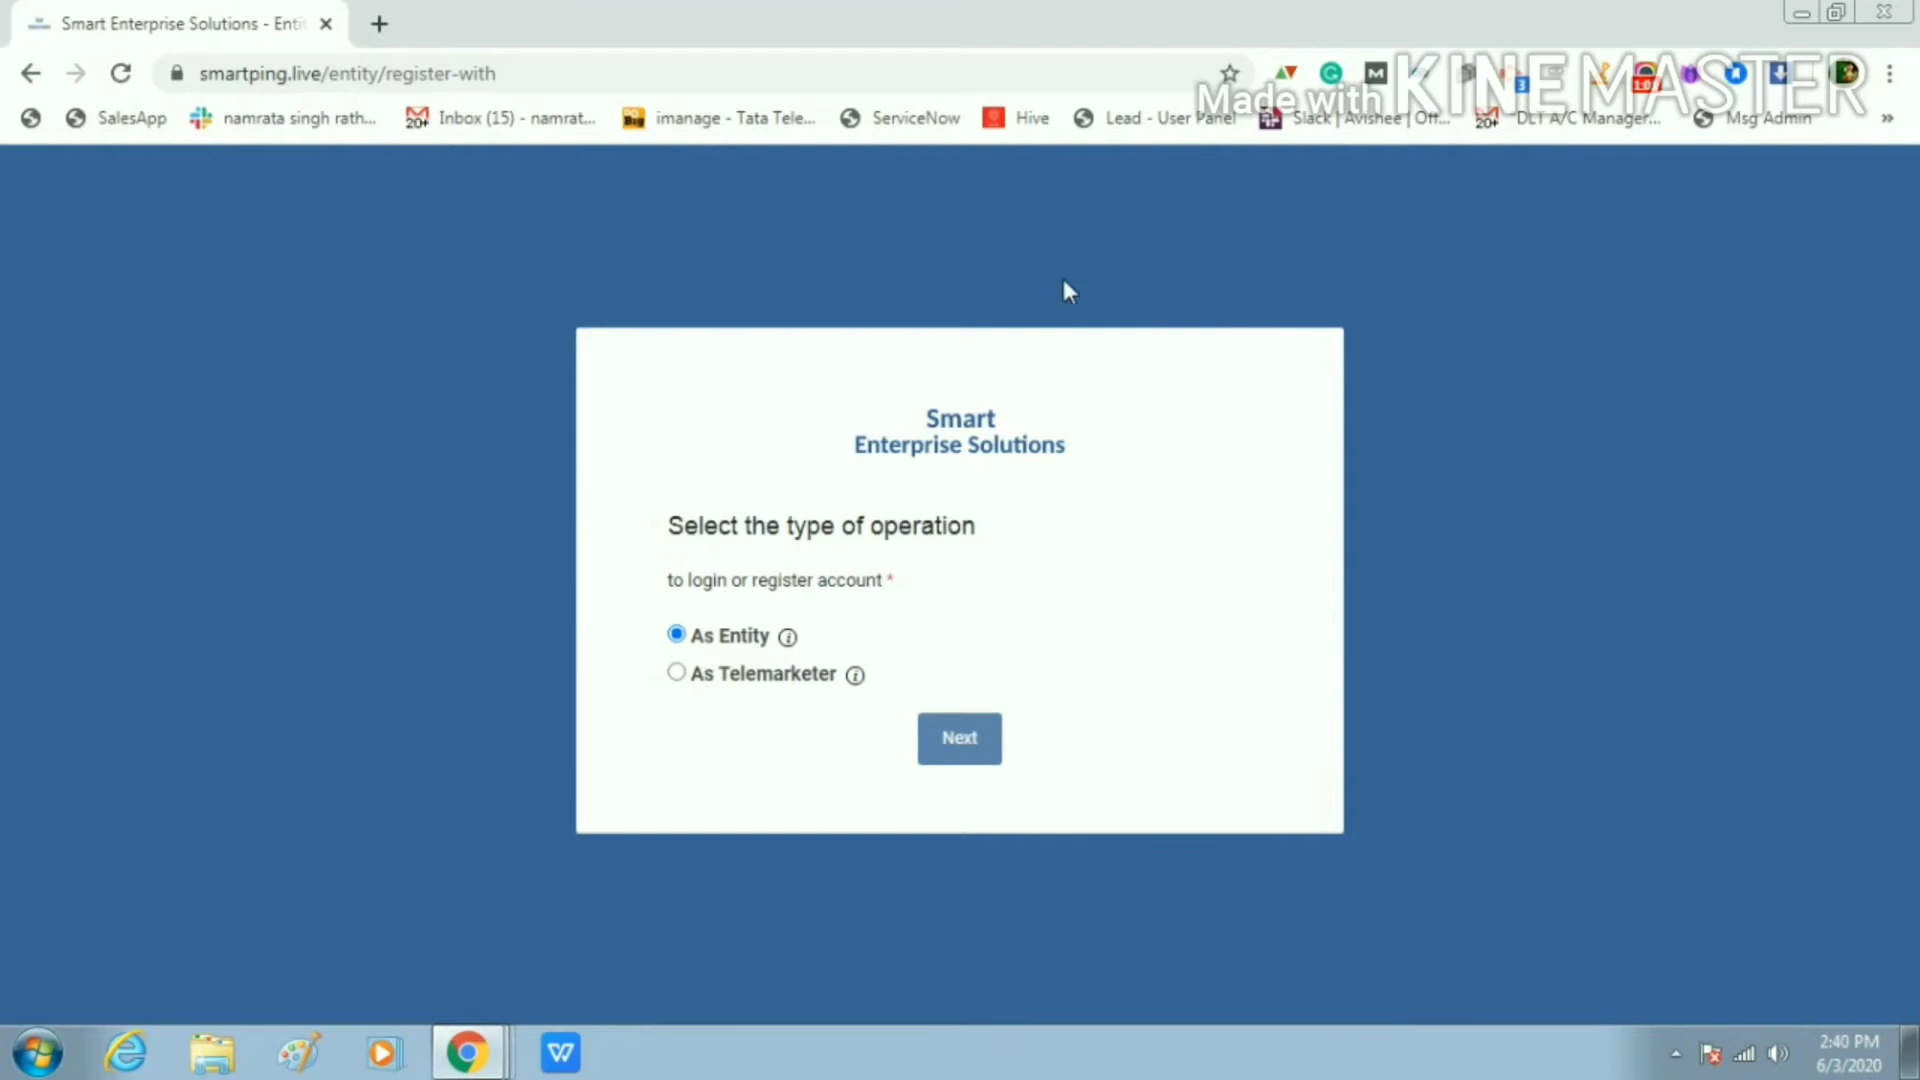 Smart Enterprise Solutions - Enti
smartping.live/entity/register-with
Made with KINEMASTER
SalesApp
namrata singh rath...
Inbox (15) - namrat...
imanage - Tata Tele...
ServiceNow
Hive
Lead - User Panel
Slack | Avishee | Off...
DLT A/C Manager...
Msg Admin
Smart
Enterprise Solutions
Select the type of operation
to login or register account *
As Entity
As Telemarketer
Next
2:40 PM
6/3/2020